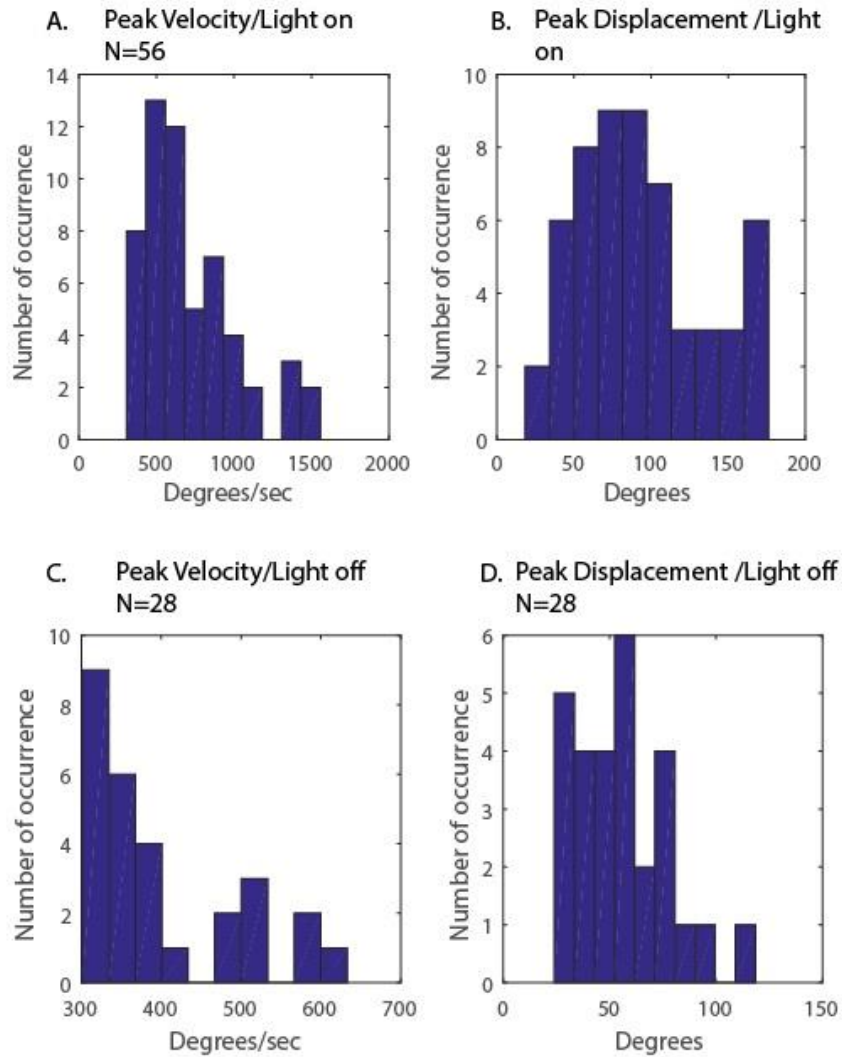 A. Peak Velocity/Light on
N=56
14
12
10
8
6
4
2
0
Number of occurrence
0 500 1000 1500 2000
Degrees/sec
B. Peak Displacement /Light
on
10
8
6
4
2
0
Number of occurrence
0 50 100 150 200
Degrees
C. Peak Velocity/Light off
N=28
10
8
6
4
2
0
Number of occurrence
300 400 500 600 700
Degrees/sec
D. Peak Displacement /Light off
N=28
6
5
4
3
2
1
0
Number of occurrence
0 50 100 150
Degrees